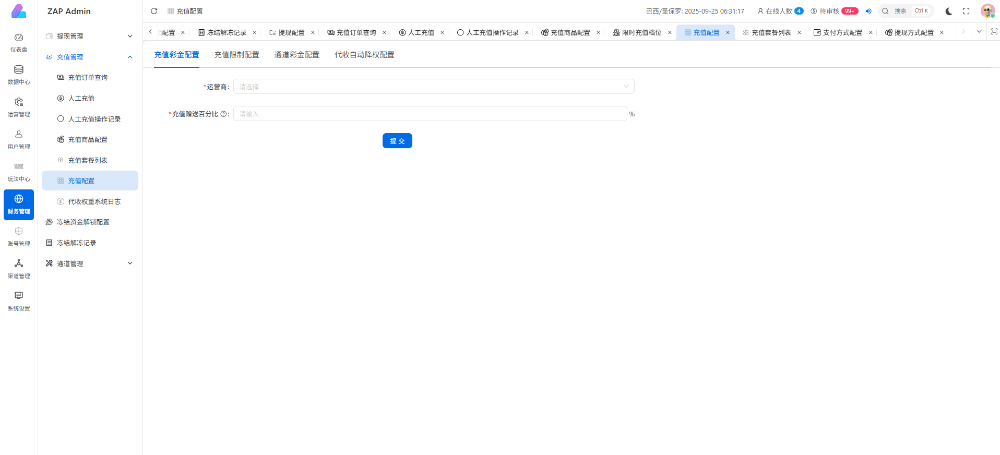 ZAP Admin
充值配置
巴西/圣保罗: 2025-09-25 06:31:17
在线人数 4
待审核 99+
搜索 Ctrl K
配置
冻结解冻记录
提现配置
充值订单查询
人工充值
人工充值操作记录
充值商品配置
限时充值档位
充值配置
充值套餐列表
支付方式配置
提现方式配置
仪表盘
数据中心
运营管理
用户管理
玩法中心
财务管理
账号管理
渠道管理
系统设置
提现管理
充值管理
充值订单查询
人工充值
人工充值操作记录
充值商品配置
充值套餐列表
充值配置
代收权重系统日志
冻结资金解锁配置
冻结解冻记录
通道管理
充值彩金配置
充值限制配置
通道彩金配置
代收自动降权配置
*运营商:
请选择
*充值赠送百分比 ?:
请输入
%
提交